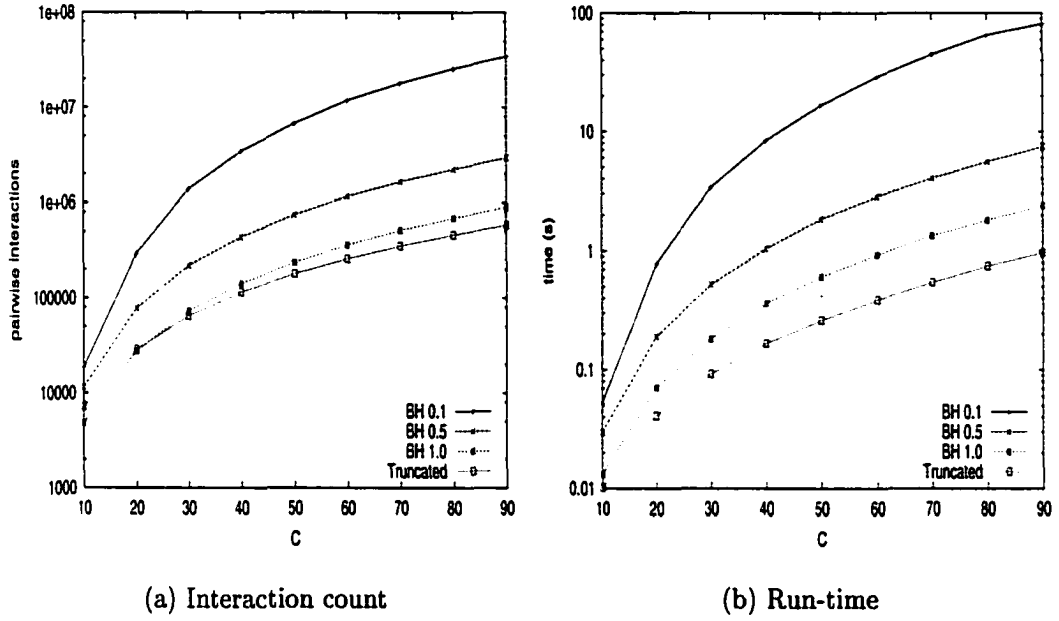 1e+08
1e+07
1e+06
100000
10000
1000
pairwise interactions
10 20 30 40 50 60 70 80 90
C
BH 0.1
BH 0.5
BH 1.0
Truncated
(a) Interaction count
100
10
1
0.1
0.01
time (s)
10 20 30 40 50 60 70 80 90
C
BH 0.1
BH 0.5
BH 1.0
Truncated
(b) Run-time